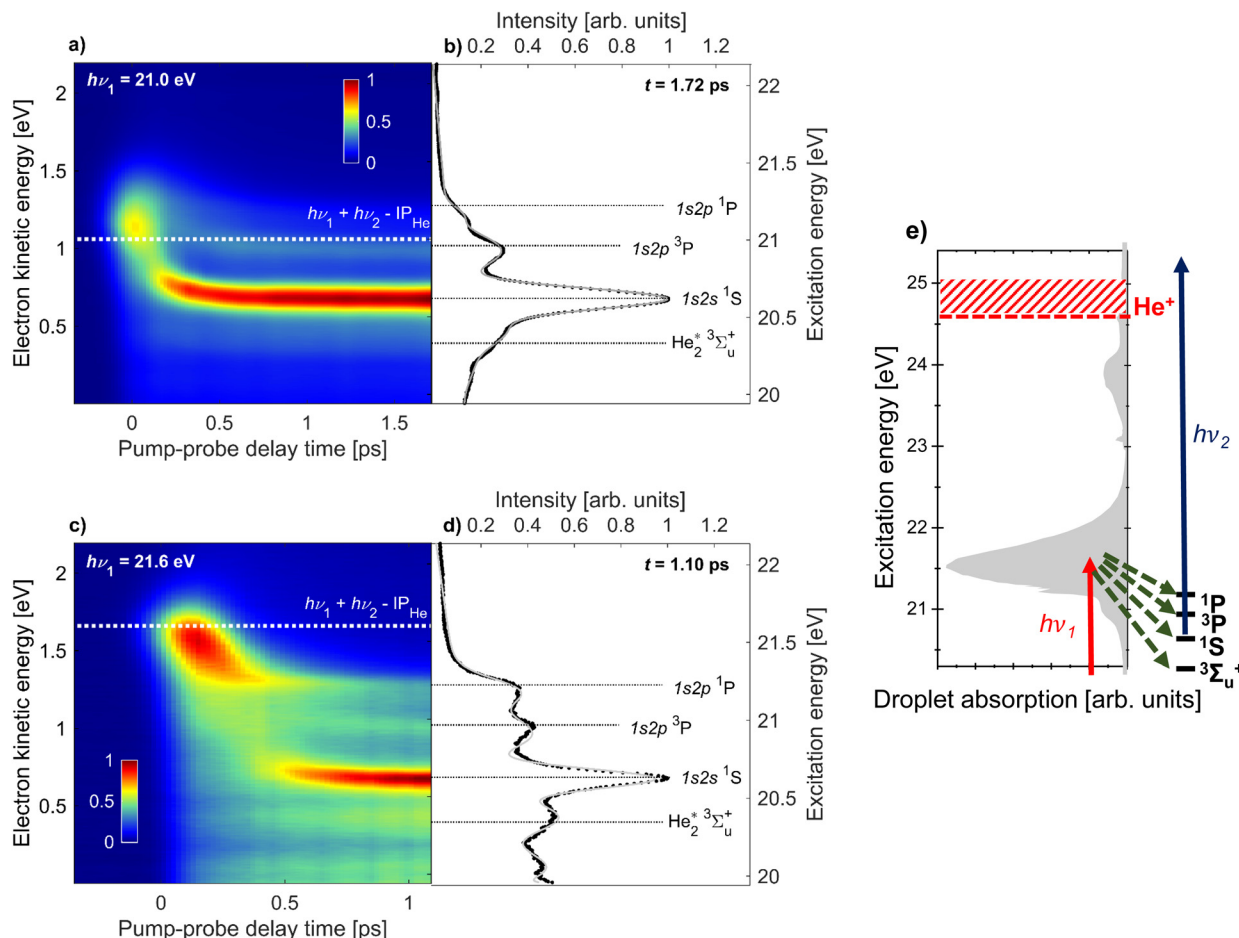 Intensity [arb. units]
a)
b)
0.2 0.4 0.6 0.8 1 1.2
hν₁ = 21.0 eV
t = 1.72 ps
1
0.5
0
Electron kinetic energy [eV]
2
1.5
1
0.5
hν₁ + hν₂ - IP_He
1s2p ¹P
1s2p ³P
1s2s ¹S
He₂* ³Σᵤ⁺
22
21.5
21
20.5
20
Excitation energy [eV]
0 0.5 1 1.5
Pump-probe delay time [ps]
Intensity [arb. units]
c)
d)
0.2 0.4 0.6 0.8 1 1.2
hν₁ = 21.6 eV
t = 1.10 ps
Electron kinetic energy [eV]
2
1.5
1
0.5
hν₁ + hν₂ - IP_He
1
0.5
0
1s2p ¹P
1s2p ³P
1s2s ¹S
He₂* ³Σᵤ⁺
22
21.5
21
20.5
20
Excitation energy [eV]
0 0.5 1
Pump-probe delay time [ps]
e)
Excitation energy [eV]
25
24
23
22
21
He⁺
hν₂
hν₁
¹P
³P
¹S
³Σᵤ⁺
Droplet absorption [arb. units]